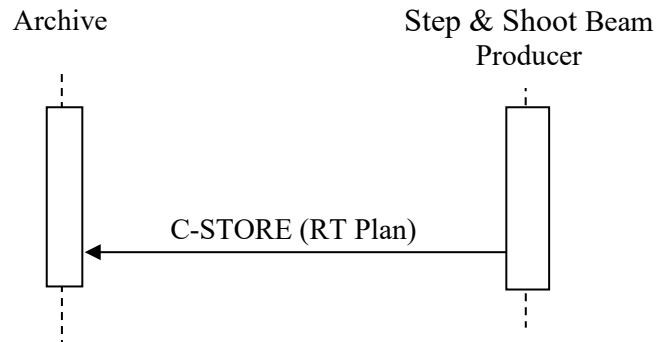 Archive
Step & Shoot Beam
Producer
C-STORE (RT Plan)